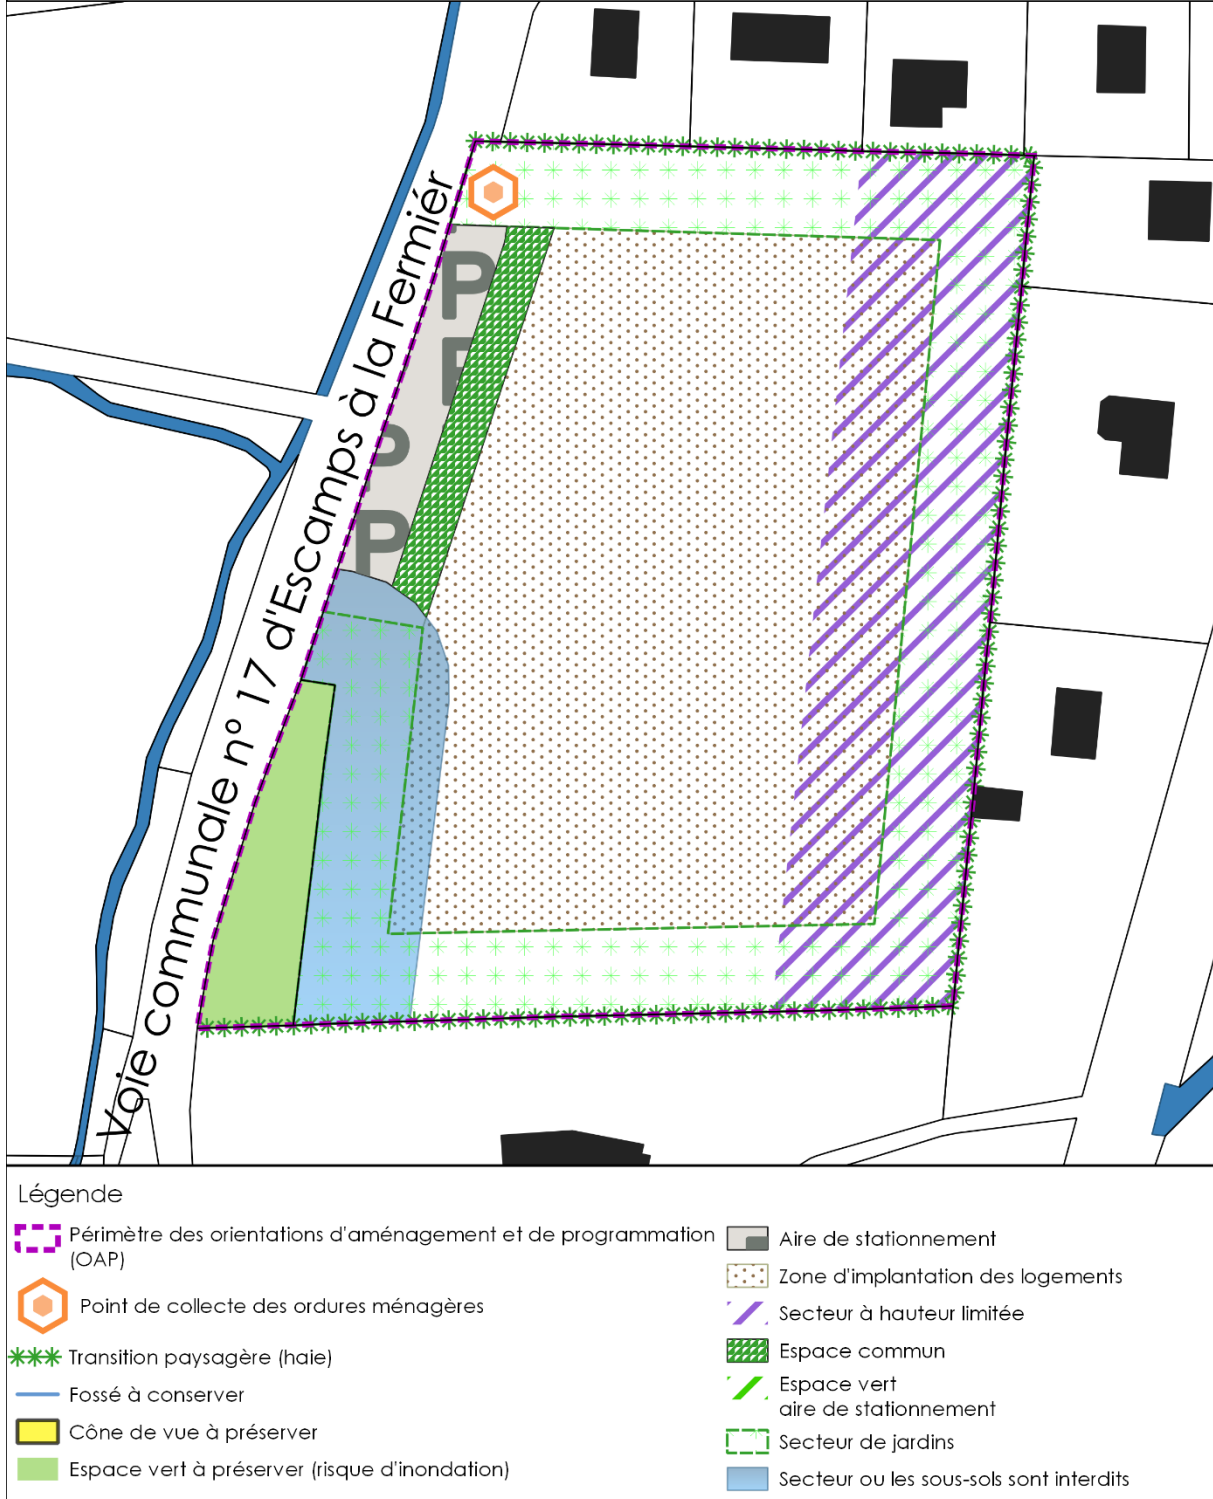 Voie communale n° 17 d'Escamps à la Fermiér
P
P
P
P
Légende
Périmètre des orientations d'aménagement et de programmation
(OAP)
Point de collecte des ordures ménagères
Transition paysagère (haie)
Fossé à conserver
Cône de vue à préserver
Espace vert à préserver (risque d'inondation)
Aire de stationnement
Zone d'implantation des logements
Secteur à hauteur limitée
Espace commun
Espace vert
aire de stationnement
Secteur de jardins
Secteur ou les sous-sols sont interdits